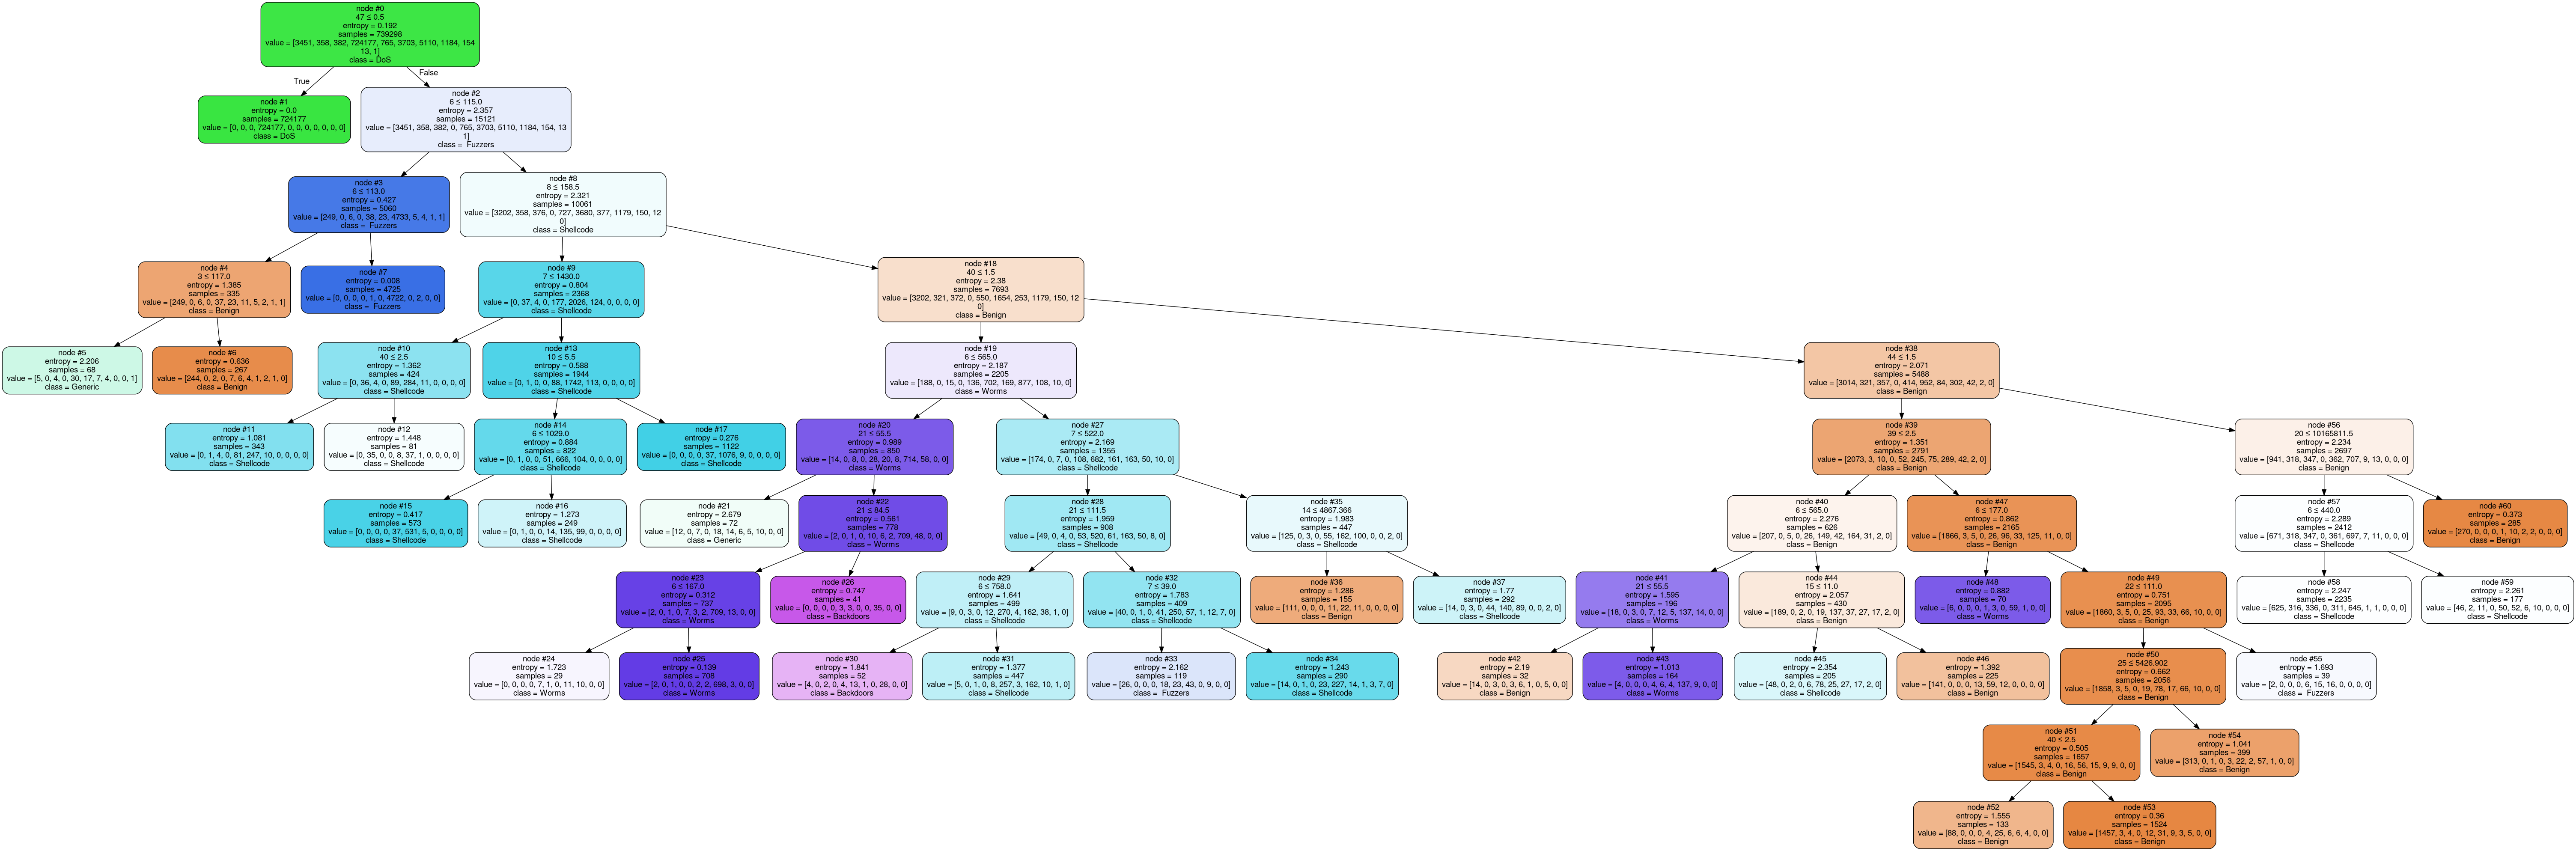 node #0
47 ≤ 0.5
entropy = 0.192
samples = 739298
value = [3451, 358, 382, 724177, 765, 3703, 5110, 1184, 154
13, 1]
class = DoS
True
False
node #1
entropy = 0.0
samples = 724177
value = [0, 0, 0, 724177, 0, 0, 0, 0, 0, 0, 0]
class = DoS
node #2
6 ≤ 115.0
entropy = 2.357
samples = 15121
value = [3451, 358, 382, 0, 765, 3703, 5110, 1184, 154, 13
1]
class = Fuzzers
node #3
6 ≤ 113.0
entropy = 0.427
samples = 5060
value = [249, 0, 6, 0, 38, 23, 4733, 5, 4, 1, 1]
class = Fuzzers
node #8
8 ≤ 158.5
entropy = 2.321
samples = 10061
value = [3202, 358, 376, 0, 727, 3680, 377, 1179, 150, 12
0]
class = Shellcode
node #4
3 ≤ 117.0
entropy = 1.385
samples = 335
value = [249, 0, 6, 0, 37, 23, 11, 5, 2, 1, 1]
class = Benign
node #7
entropy = 0.008
samples = 4725
value = [0, 0, 0, 0, 1, 0, 4722, 0, 2, 0, 0]
class = Fuzzers
node #9
7 ≤ 1430.0
entropy = 0.804
samples = 2368
value = [0, 37, 4, 0, 177, 2026, 124, 0, 0, 0, 0]
class = Shellcode
node #18
40 ≤ 1.5
entropy = 2.38
samples = 7693
value = [3202, 321, 372, 0, 550, 1654, 253, 1179, 150, 12
0]
class = Benign
node #5
entropy = 2.206
samples = 68
value = [5, 0, 4, 0, 30, 17, 7, 4, 0, 0, 1]
class = Generic
node #6
entropy = 0.636
samples = 267
value = [244, 0, 2, 0, 7, 6, 4, 1, 2, 1, 0]
class = Benign
node #10
40 ≤ 2.5
entropy = 1.362
samples = 424
value = [0, 36, 4, 0, 89, 284, 11, 0, 0, 0, 0]
class = Shellcode
node #13
10 ≤ 5.5
entropy = 0.588
samples = 1944
value = [0, 1, 0, 0, 88, 1742, 113, 0, 0, 0, 0]
class = Shellcode
node #19
6 ≤ 565.0
entropy = 2.187
samples = 2205
value = [188, 0, 15, 0, 136, 702, 169, 877, 108, 10, 0]
class = Worms
node #38
44 ≤ 1.5
entropy = 2.071
samples = 5488
value = [3014, 321, 357, 0, 414, 952, 84, 302, 42, 2, 0]
class = Benign
node #11
entropy = 1.081
samples = 343
value = [0, 1, 4, 0, 81, 247, 10, 0, 0, 0, 0]
class = Shellcode
node #12
entropy = 1.448
samples = 81
value = [0, 35, 0, 0, 8, 37, 1, 0, 0, 0, 0]
class = Shellcode
node #14
6 ≤ 1029.0
entropy = 0.884
samples = 822
value = [0, 1, 0, 0, 51, 666, 104, 0, 0, 0, 0]
class = Shellcode
node #17
entropy = 0.276
samples = 1122
value = [0, 0, 0, 0, 37, 1076, 9, 0, 0, 0, 0]
class = Shellcode
node #20
21 ≤ 55.5
entropy = 0.989
samples = 850
value = [14, 0, 8, 0, 28, 20, 8, 714, 58, 0, 0]
class = Worms
node #27
7 ≤ 522.0
entropy = 2.169
samples = 1355
value = [174, 0, 7, 0, 108, 682, 161, 163, 50, 10, 0]
class = Shellcode
node #39
39 ≤ 2.5
entropy = 1.351
samples = 2791
value = [2073, 3, 10, 0, 52, 245, 75, 289, 42, 2, 0]
class = Benign
node #56
20 ≤ 10165811.5
entropy = 2.234
samples = 2697
value = [941, 318, 347, 0, 362, 707, 9, 13, 0, 0, 0]
class = Benign
node #15
entropy = 0.417
samples = 573
value = [0, 0, 0, 0, 37, 531, 5, 0, 0, 0, 0]
class = Shellcode
node #16
entropy = 1.273
samples = 249
value = [0, 1, 0, 0, 14, 135, 99, 0, 0, 0, 0]
class = Shellcode
node #21
entropy = 2.679
samples = 72
value = [12, 0, 7, 0, 18, 14, 6, 5, 10, 0, 0]
class = Generic
node #22
21 ≤ 84.5
entropy = 0.561
samples = 778
value = [2, 0, 1, 0, 10, 6, 2, 709, 48, 0, 0]
class = Worms
node #28
21 ≤ 111.5
entropy = 1.959
samples = 908
value = [49, 0, 4, 0, 53, 520, 61, 163, 50, 8, 0]
class = Shellcode
node #35
14 ≤ 4867.366
entropy = 1.983
samples = 447
value = [125, 0, 3, 0, 55, 162, 100, 0, 0, 2, 0]
class = Shellcode
node #40
6 ≤ 565.0
entropy = 2.276
samples = 626
value = [207, 0, 5, 0, 26, 149, 42, 164, 31, 2, 0]
class = Benign
node #47
6 ≤ 177.0
entropy = 0.862
samples = 2165
value = [1866, 3, 5, 0, 26, 96, 33, 125, 11, 0, 0]
class = Benign
node #57
6 ≤ 440.0
entropy = 2.289
samples = 2412
value = [671, 318, 347, 0, 361, 697, 7, 11, 0, 0, 0]
class = Shellcode
node #60
entropy = 0.373
samples = 285
value = [270, 0, 0, 0, 1, 10, 2, 2, 0, 0, 0]
class = Benign
node #23
6 ≤ 167.0
entropy = 0.312
samples = 737
value = [2, 0, 1, 0, 7, 3, 2, 709, 13, 0, 0]
class = Worms
node #26
entropy = 0.747
samples = 41
value = [0, 0, 0, 0, 3, 3, 0, 0, 35, 0, 0]
class = Backdoors
node #29
6 ≤ 758.0
entropy = 1.641
samples = 499
value = [9, 0, 3, 0, 12, 270, 4, 162, 38, 1, 0]
class = Shellcode
node #32
7 ≤ 39.0
entropy = 1.783
samples = 409
value = [40, 0, 1, 0, 41, 250, 57, 1, 12, 7, 0]
class = Shellcode
node #36
entropy = 1.286
samples = 155
value = [111, 0, 0, 0, 11, 22, 11, 0, 0, 0, 0]
class = Benign
node #37
entropy = 1.77
samples = 292
value = [14, 0, 3, 0, 44, 140, 89, 0, 0, 2, 0]
class = Shellcode
node #41
21 ≤ 55.5
entropy = 1.595
samples = 196
value = [18, 0, 3, 0, 7, 12, 5, 137, 14, 0, 0]
class = Worms
node #44
15 ≤ 11.0
entropy = 2.057
samples = 430
value = [189, 0, 2, 0, 19, 137, 37, 27, 17, 2, 0]
class = Benign
node #48
entropy = 0.882
samples = 70
value = [6, 0, 0, 0, 1, 3, 0, 59, 1, 0, 0]
class = Worms
node #49
22 ≤ 111.0
entropy = 0.751
samples = 2095
value = [1860, 3, 5, 0, 25, 93, 33, 66, 10, 0, 0]
class = Benign
node #58
entropy = 2.247
samples = 2235
value = [625, 316, 336, 0, 311, 645, 1, 1, 0, 0, 0]
class = Shellcode
node #59
entropy = 2.261
samples = 177
value = [46, 2, 11, 0, 50, 52, 6, 10, 0, 0, 0]
class = Shellcode
node #24
entropy = 1.723
samples = 29
value = [0, 0, 0, 0, 7, 1, 0, 11, 10, 0, 0]
class = Worms
node #25
entropy = 0.139
samples = 708
value = [2, 0, 1, 0, 0, 2, 2, 698, 3, 0, 0]
class = Worms
node #30
entropy = 1.841
samples = 52
value = [4, 0, 2, 0, 4, 13, 1, 0, 28, 0, 0]
class = Backdoors
node #31
entropy = 1.377
samples = 447
value = [5, 0, 1, 0, 8, 257, 3, 162, 10, 1, 0]
class = Shellcode
node #33
entropy = 2.162
samples = 119
value = [26, 0, 0, 0, 18, 23, 43, 0, 9, 0, 0]
class = Fuzzers
node #34
entropy = 1.243
samples = 290
value = [14, 0, 1, 0, 23, 227, 14, 1, 3, 7, 0]
class = Shellcode
node #42
entropy = 2.19
samples = 32
value = [14, 0, 3, 0, 3, 6, 1, 0, 5, 0, 0]
class = Benign
node #43
entropy = 1.013
samples = 164
value = [4, 0, 0, 0, 4, 6, 4, 137, 9, 0, 0]
class = Worms
node #45
entropy = 2.354
samples = 205
value = [48, 0, 2, 0, 6, 78, 25, 27, 17, 2, 0]
class = Shellcode
node #46
entropy = 1.392
samples = 225
value = [141, 0, 0, 0, 13, 59, 12, 0, 0, 0, 0]
class = Benign
node #50
25 ≤ 5426.902
entropy = 0.662
samples = 2056
value = [1858, 3, 5, 0, 19, 78, 17, 66, 10, 0, 0]
class = Benign
node #55
entropy = 1.693
samples = 39
value = [2, 0, 0, 0, 6, 15, 16, 0, 0, 0, 0]
class = Fuzzers
node #51
40 ≤ 2.5
entropy = 0.505
samples = 1657
value = [1545, 3, 4, 0, 16, 56, 15, 9, 9, 0, 0]
class = Benign
node #54
entropy = 1.041
samples = 399
value = [313, 0, 1, 0, 3, 22, 2, 57, 1, 0, 0]
class = Benign
node #52
entropy = 1.555
samples = 133
value = [88, 0, 0, 0, 4, 25, 6, 6, 4, 0, 0]
class = Benign
node #53
entropy = 0.36
samples = 1524
value = [1457, 3, 4, 0, 12, 31, 9, 3, 5, 0, 0]
class = Benign